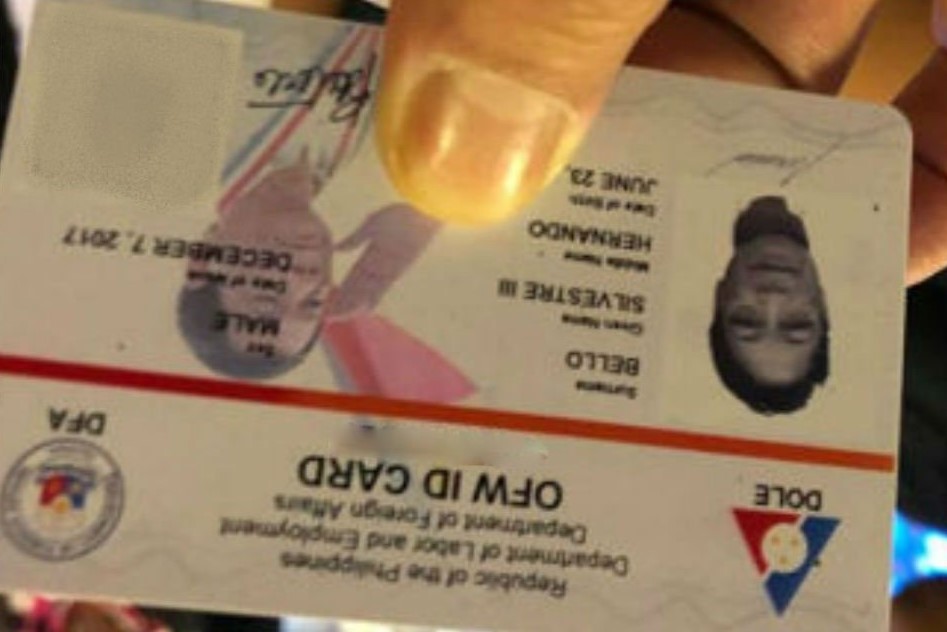 Republic of the Philippines
Department of Labor and Employment
Department of Foreign Affairs
OFW ID CARD
DOLE
DFA
Surname
BELLO
Given Name
SILVESTRE III
Middle Name
HERNANDO
Date of Birth
JUNE 23,
Sex
MALE
Date of Issue
DECEMBER 7, 2017